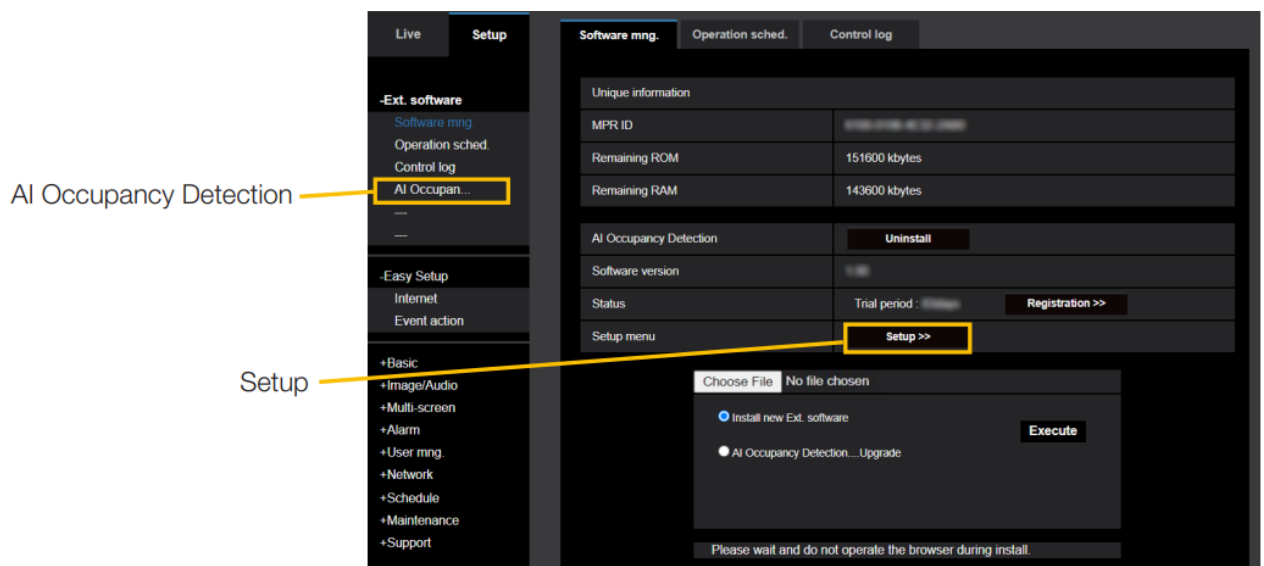 Live Setup
Software mng. Operation sched. Control log
-Ext. software
Software mng.
Operation sched.
Control log
AI Occupan...
---
---
-Easy Setup
Internet
Event action
+Basic
+Image/Audio
+Multi-screen
+Alarm
+User mng.
+Network
+Schedule
+Maintenance
+Support
AI Occupancy Detection
Setup
Unique information
MPR ID
Remaining ROM 151600 kbytes
Remaining RAM 143600 kbytes
AI Occupancy Detection Uninstall
Software version
Status Trial period : Registration >>
Setup menu Setup >>
Choose File No file chosen
Install new Ext. software
Execute
AI Occupancy Detection....Upgrade
Please wait and do not operate the browser during install.